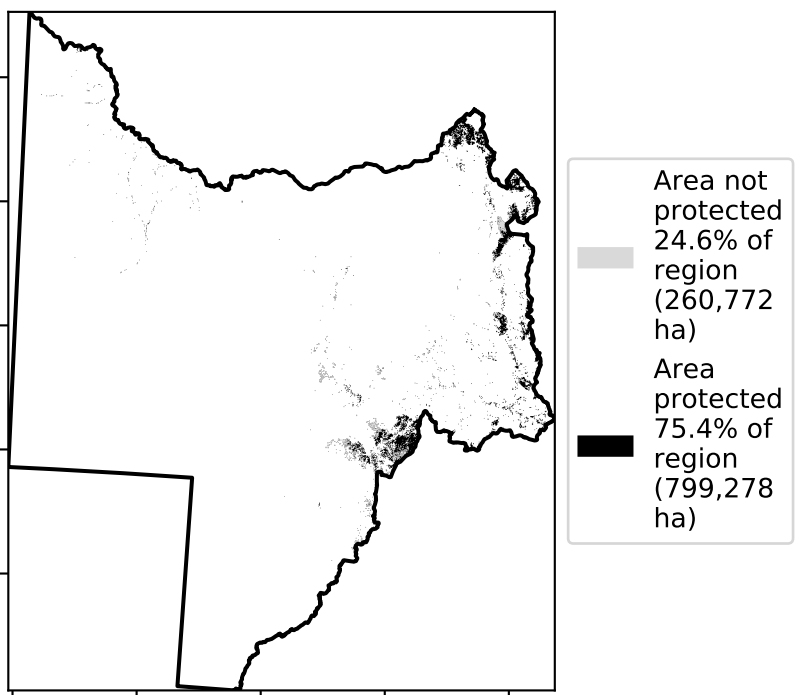 Area not
protected
24.6% of
region
(260,772
ha)
Area
protected
75.4% of
region
(799,278
ha)